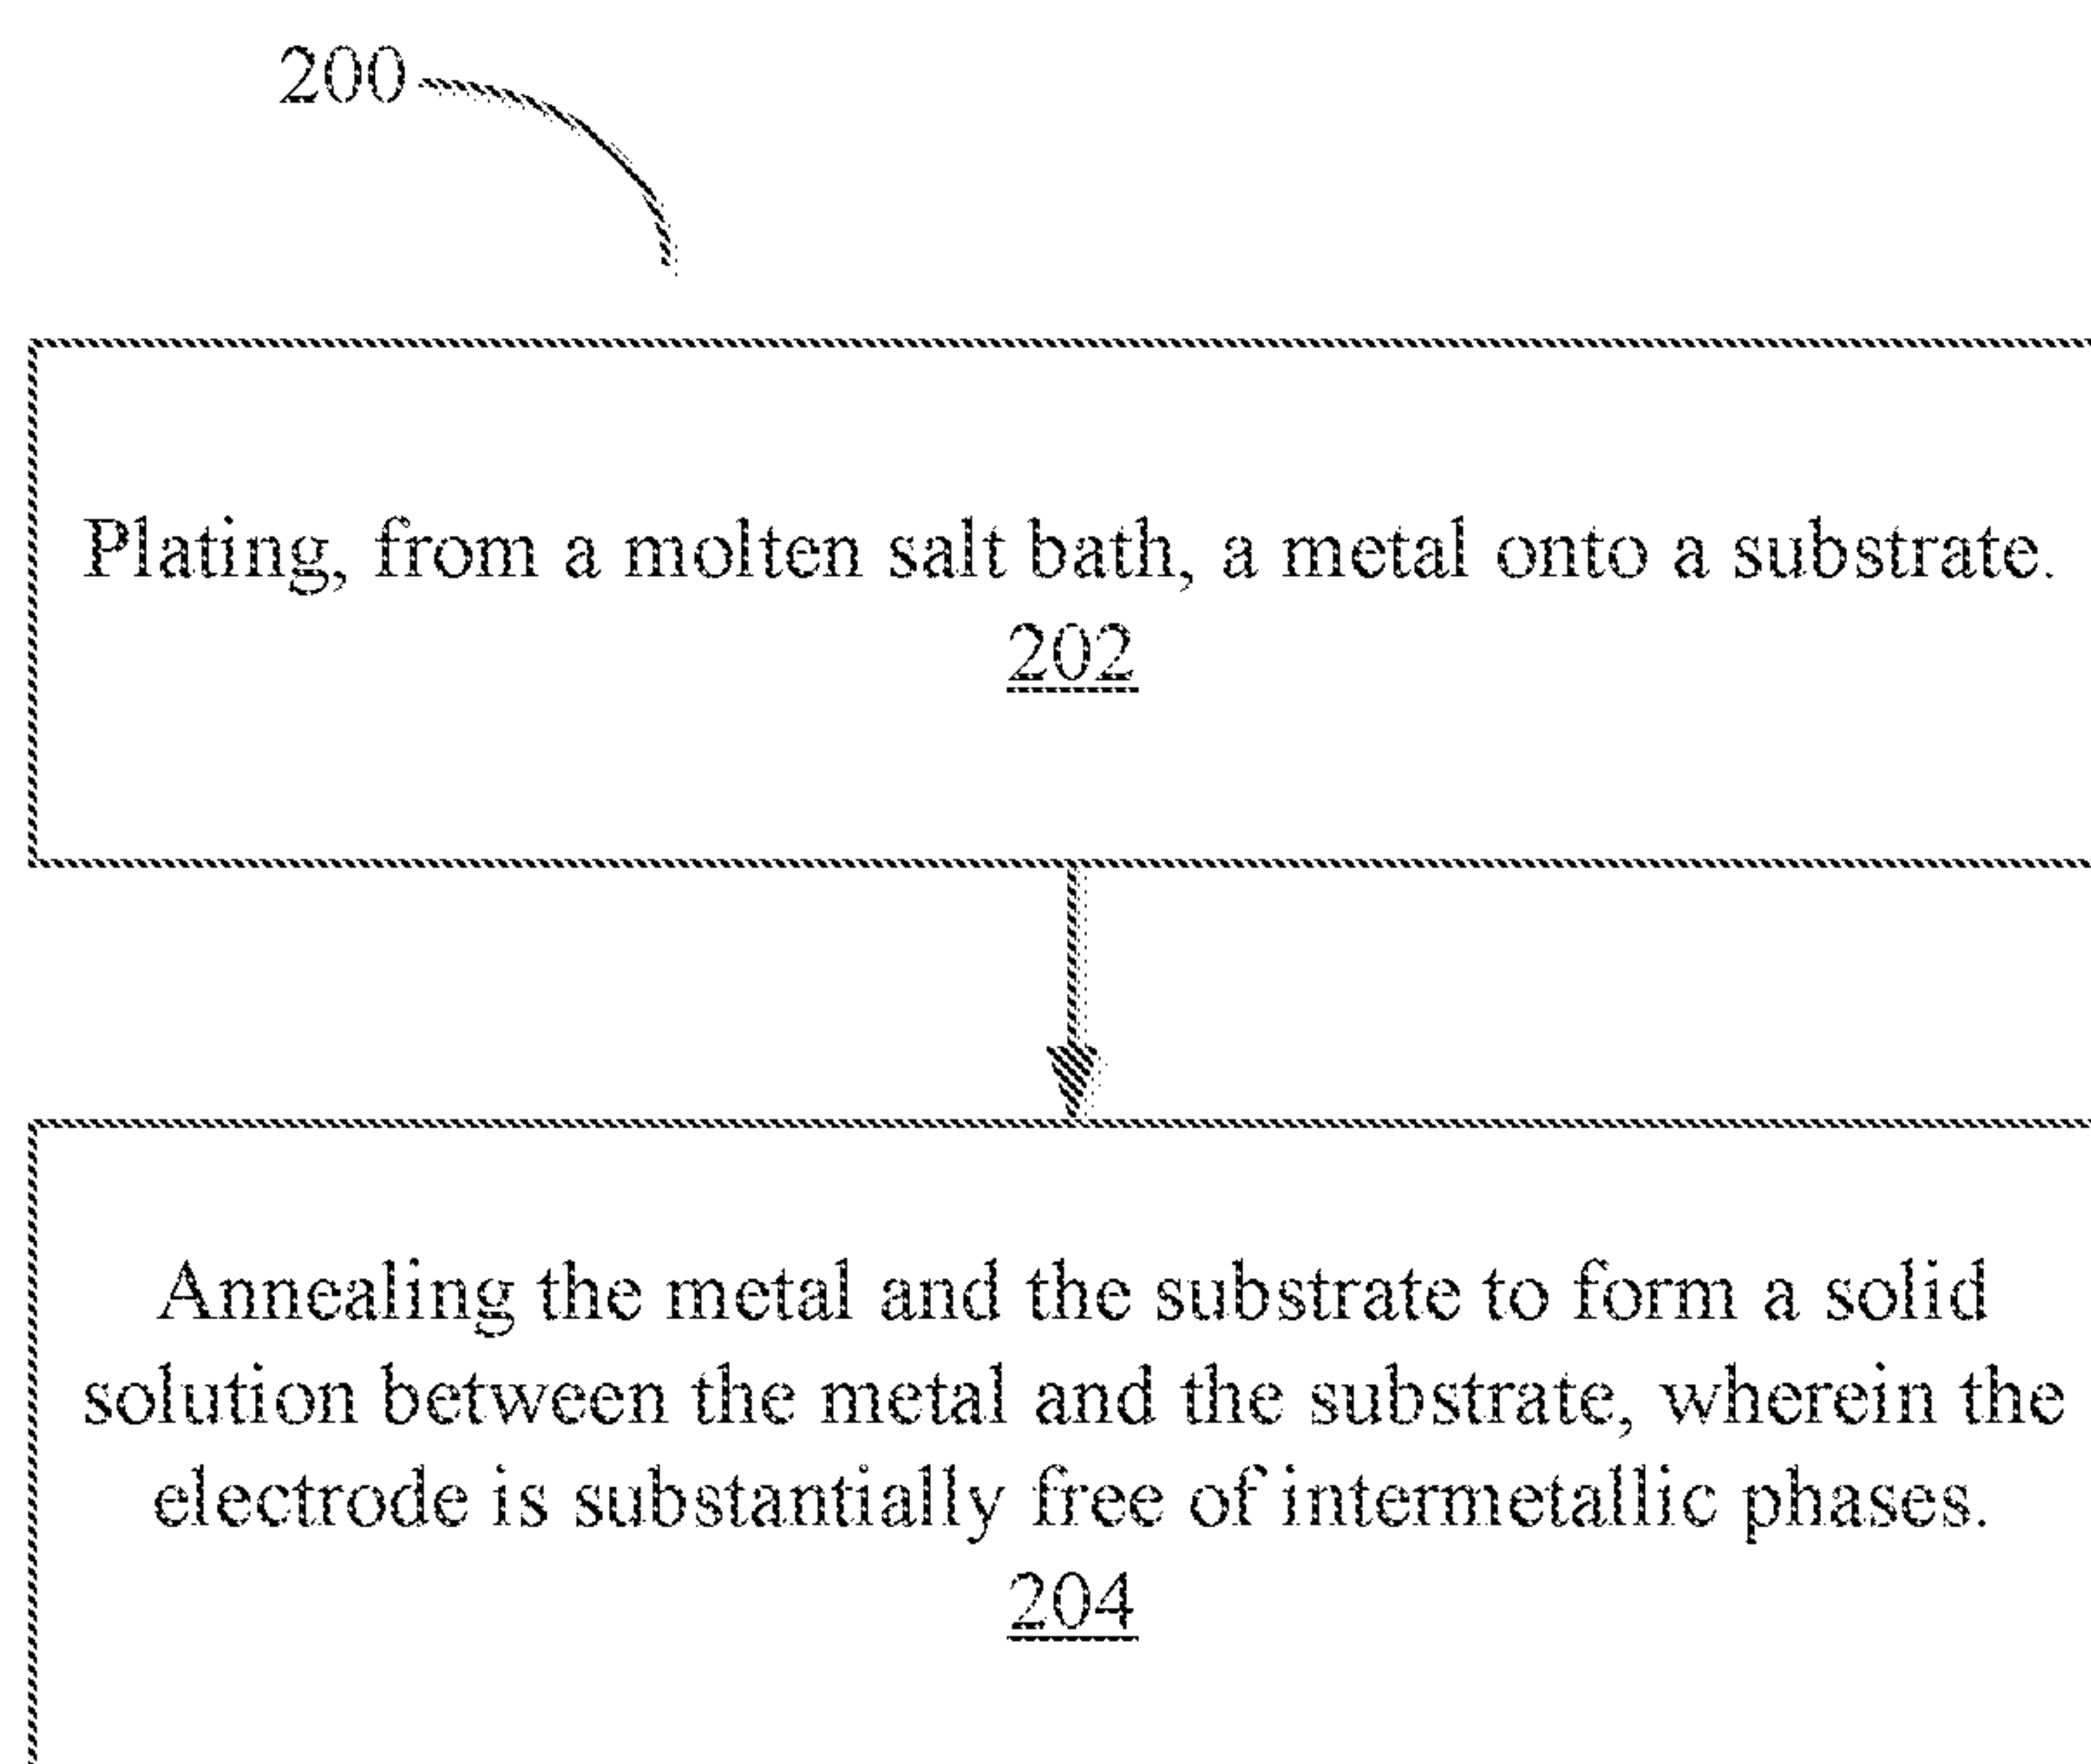 200
Plating, from a molten salt bath, a metal onto a substrate.
202
Annealing the metal and the substrate to form a solid
solution between the metal and the substrate, wherein the
electrode is substantially free of intermetallic phases.
204